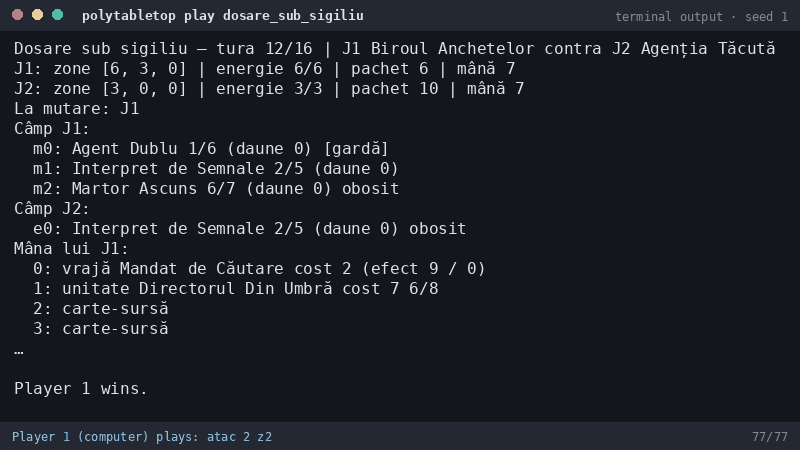 polytabletop play dosare_sub_sigiliu
terminal output · seed 1
Dosare sub sigiliu — tura 12/16 | J1 Biroul Anchetelor contra J2 Agenția Tăcută
J1: zone [6, 3, 0] | energie 6/6 | pachet 6 | mână 7
J2: zone [3, 0, 0] | energie 3/3 | pachet 10 | mână 7
La mutare: J1
Câmp J1:
m0: Agent Dublu 1/6 (daune 0) [gardă]
m1: Interpret de Semnale 2/5 (daune 0)
m2: Martor Ascuns 6/7 (daune 0) obosit
Câmp J2:
e0: Interpret de Semnale 2/5 (daune 0) obosit
Mâna lui J1:
0: vrajă Mandat de Căutare cost 2 (efect 9 / 0)
1: unitate Directorul Din Umbră cost 7 6/8
2: carte-sursă
3: carte-sursă
…
Player 1 wins.
Player 1 (computer) plays: atac 2 z2
77/77